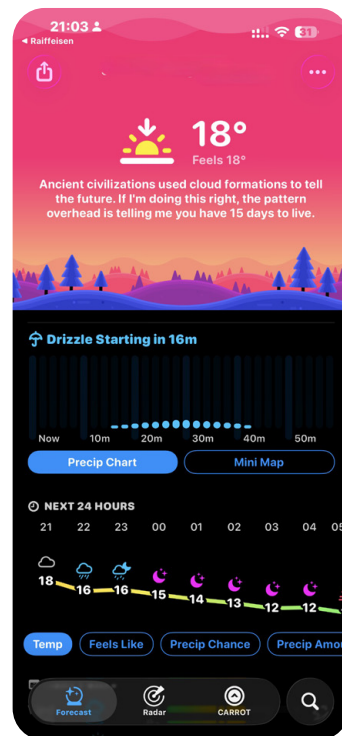 21:03
◀ Raiffeisen
31
18°
Feels 18°
Ancient civilizations used cloud formations to tell
the future. If I'm doing this right, the pattern
overhead is telling me you have 15 days to live.
Drizzle Starting in 16m
Now 10m 20m 30m 40m 50m
Precip Chart Mini Map
NEXT 24 HOURS
21 22 23 00 01 02 03 04 05
18 16 16 15 14 13 12 12
Temp Feels Like Precip Chance Precip Amou
Forecast Radar CARROT